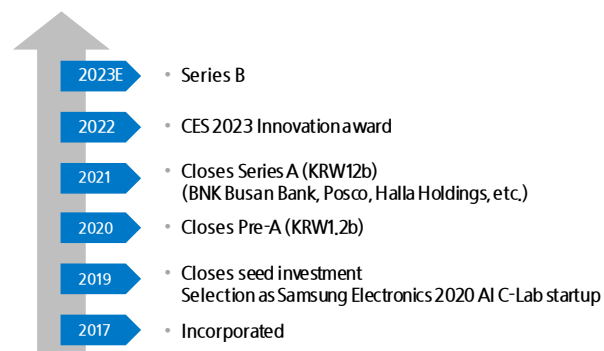 2023E
• Series B
2022
• CES 2023 Innovation award
2021
• Closes Series A (KRW12b)
(BNK Busan Bank, Posco, Halla Holdings, etc.)
2020
• Closes Pre-A (KRW1.2b)
2019
• Closes seed investment
Selection as Samsung Electronics 2020 AI C-Lab startup
2017
• Incorporated